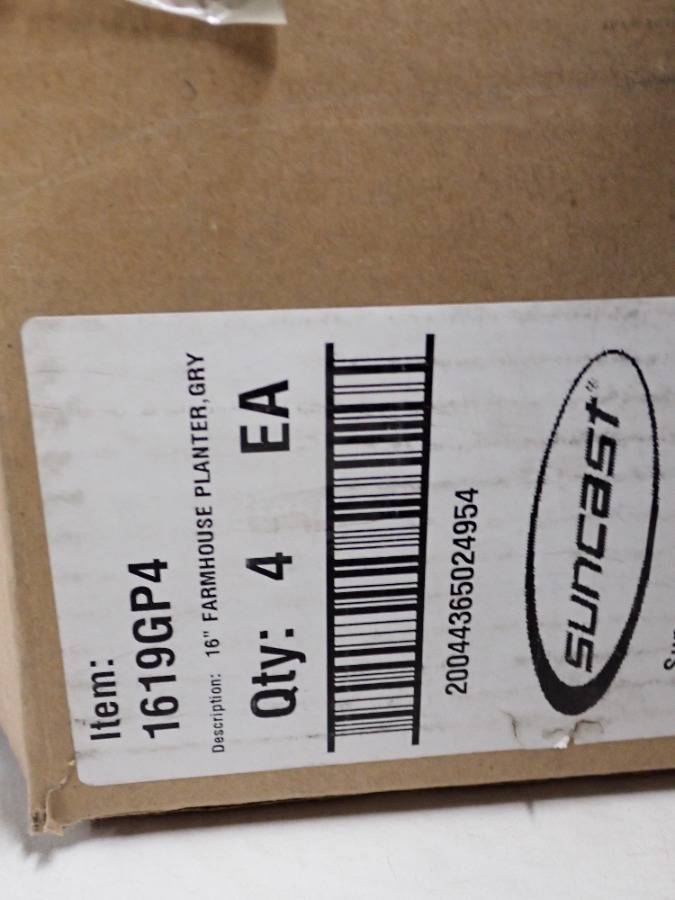 Item:
1619GP4
Description: 16" FARMHOUSE PLANTER,GRY
Qty: 4 EA
20044365024954
suncast